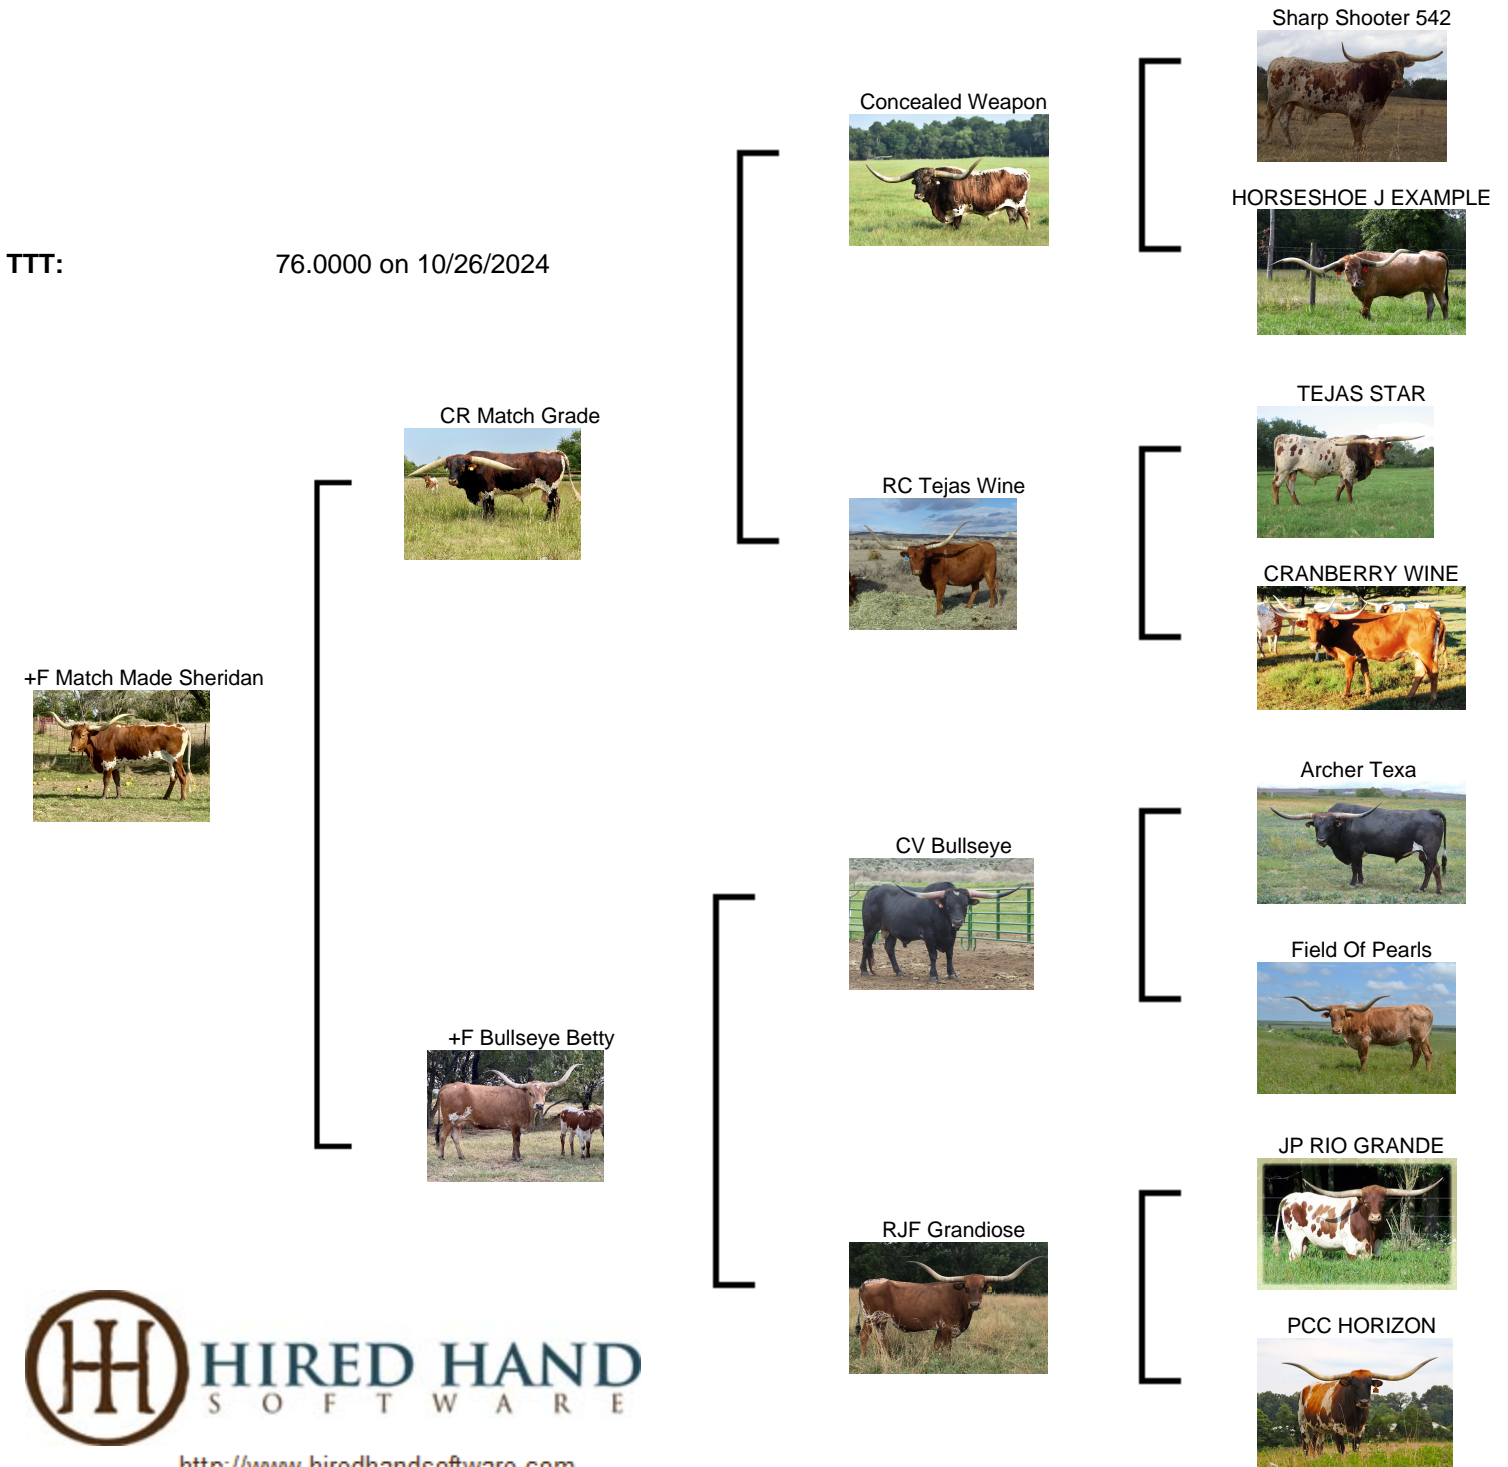 Sharp Shooter 542
Concealed Weapon
HORSESHOE J EXAMPLE
TTT: 76.0000 on 10/26/2024
TEJAS STAR
CR Match Grade
RC Tejas Wine
CRANBERRY WINE
+F Match Made Sheridan
Archer Texa
CV Bullseye
Field Of Pearls
+F Bullseye Betty
JP RIO GRANDE
RJF Grandiose
PCC HORIZON
HIRED HAND
SOFTWARE
http://www.hiredhandsoftware.com